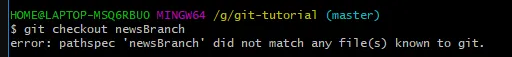 HOME@LAPTOP-MSQ6RBUO MINGW64 /g/git-tutorial (master)
$ git checkout newsBranch
error: pathspec 'newsBranch' did not match any file(s) known to git.